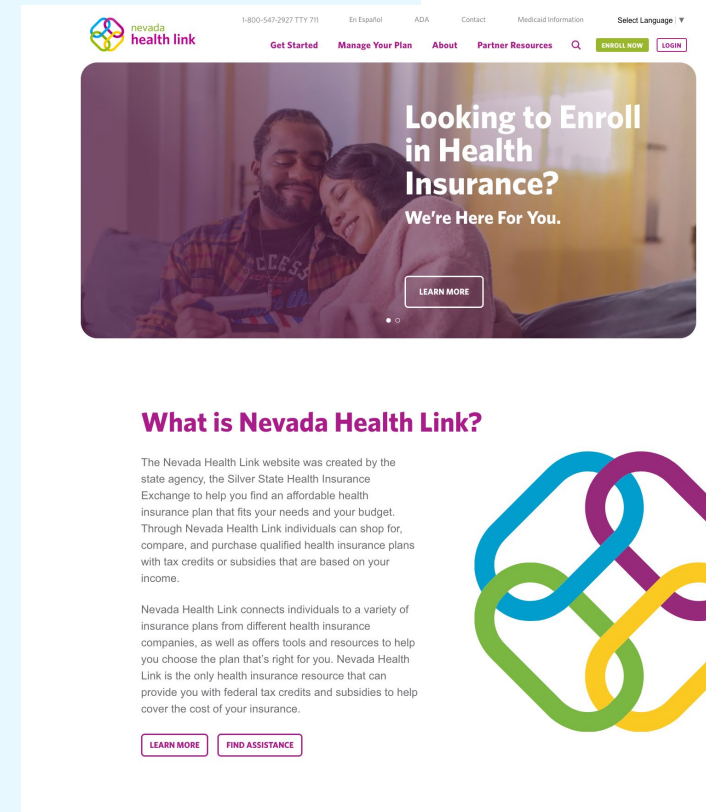 1-800-547-2927 TTY 711 En Español ADA Contact Medicaid Information Select Language ▼
nevada
health link
Get Started Manage Your Plan About Partner Resources ENROLL NOW LOGIN
Looking to Enroll
in Health
Insurance?
We're Here For You.
ACCESS
LEARN MORE
What is Nevada Health Link?
The Nevada Health Link website was created by the
state agency, the Silver State Health Insurance
Exchange to help you find an affordable health
insurance plan that fits your needs and your budget.
Through Nevada Health Link individuals can shop for,
compare, and purchase qualified health insurance plans
with tax credits or subsidies that are based on your
income.
Nevada Health Link connects individuals to a variety of
insurance plans from different health insurance
companies, as well as offers tools and resources to help
you choose the plan that's right for you. Nevada Health
Link is the only health insurance resource that can
provide you with federal tax credits and subsidies to help
cover the cost of your insurance.
LEARN MORE FIND ASSISTANCE